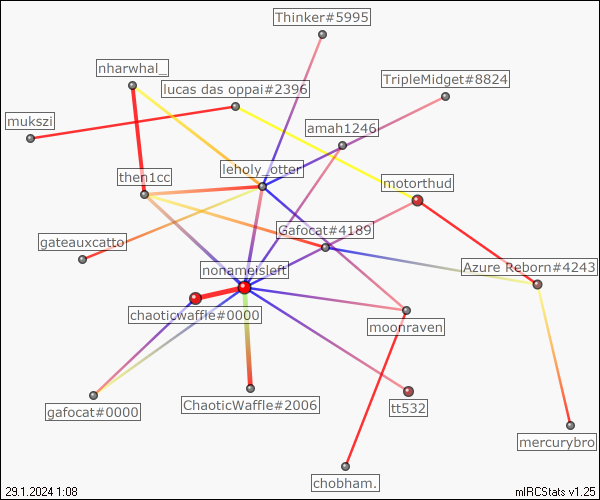 Thinker#5995
nharwhal_
TripleMidget#8824
lucas das oppai#2396
mukszi
amah1246
leholy_otter
then1cc
motorthud
Gafocat#4189
gateauxcatto
nonameisleft
Azure Reborn#4243
chaoticwaffle#0000
moonraven
gafocat#0000
ChaoticWaffle#2006
tt532
mercurybro
chobham.
29.1.2024 1:08
mIRCStats v1.25